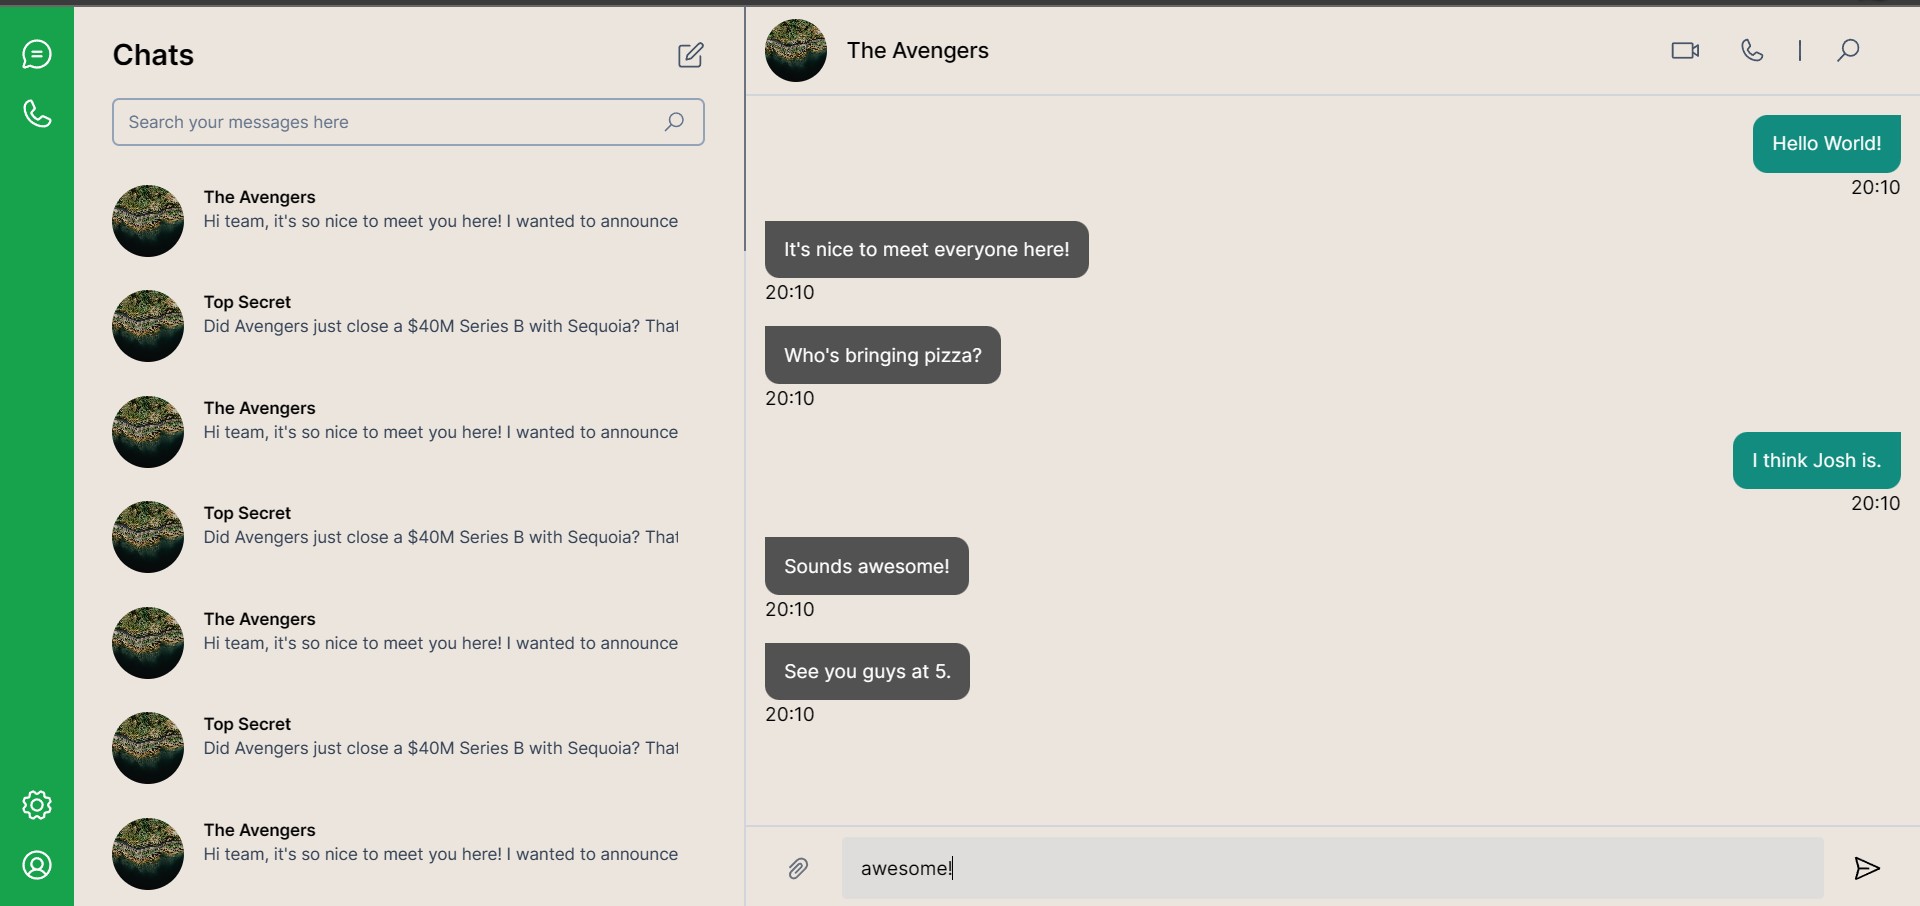 Chats
Search your messages here
The Avengers
Hi team, it's so nice to meet you here! I wanted to announce
Top Secret
Did Avengers just close a $40M Series B with Sequoia? That
The Avengers
Hi team, it's so nice to meet you here! I wanted to announce
Top Secret
Did Avengers just close a $40M Series B with Sequoia? That
The Avengers
Hi team, it's so nice to meet you here! I wanted to announce
Top Secret
Did Avengers just close a $40M Series B with Sequoia? That
The Avengers
Hi team, it's so nice to meet you here! I wanted to announce
The Avengers
Hello World!
20:10
It's nice to meet everyone here!
20:10
Who's bringing pizza?
20:10
I think Josh is.
20:10
Sounds awesome!
20:10
See you guys at 5.
20:10
awesome!